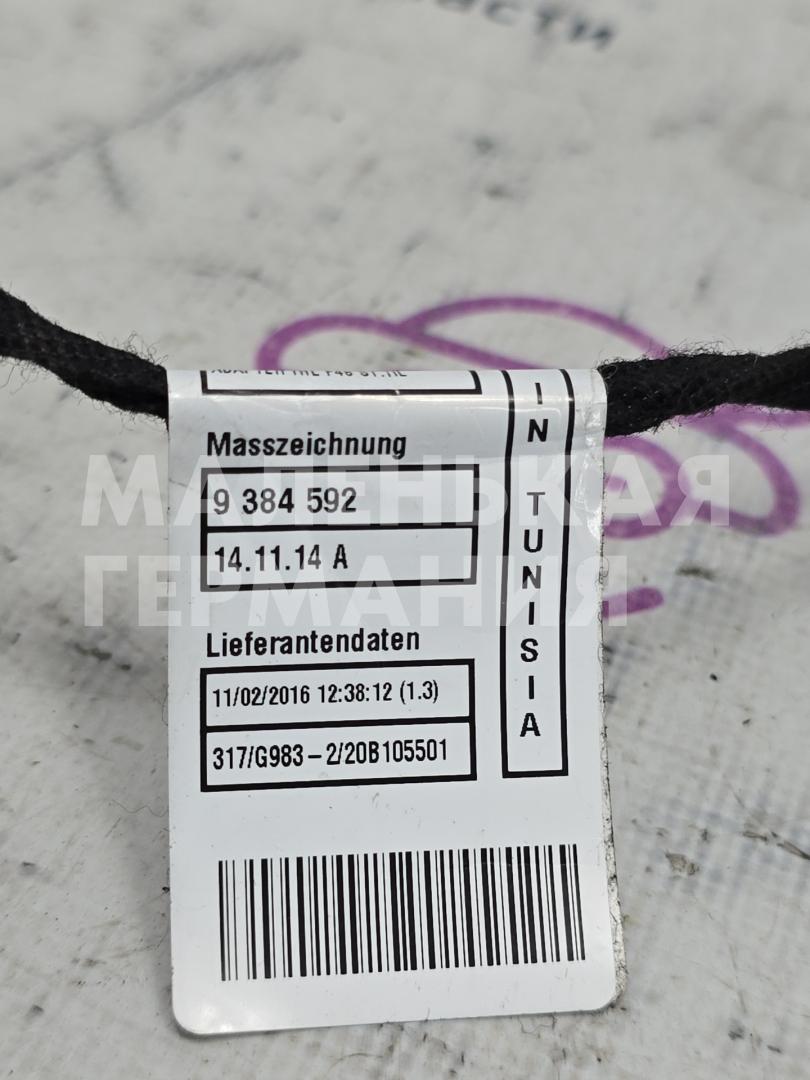 Masszeichnung
9 384 592
14.11.14 A
Lieferantendaten
11/02/2016 12:38:12 (1.3)
317/G983-2/20B105501
IN TUNISIA
МАЛЕНЬКАЯ
ГЕРМАНИЯ